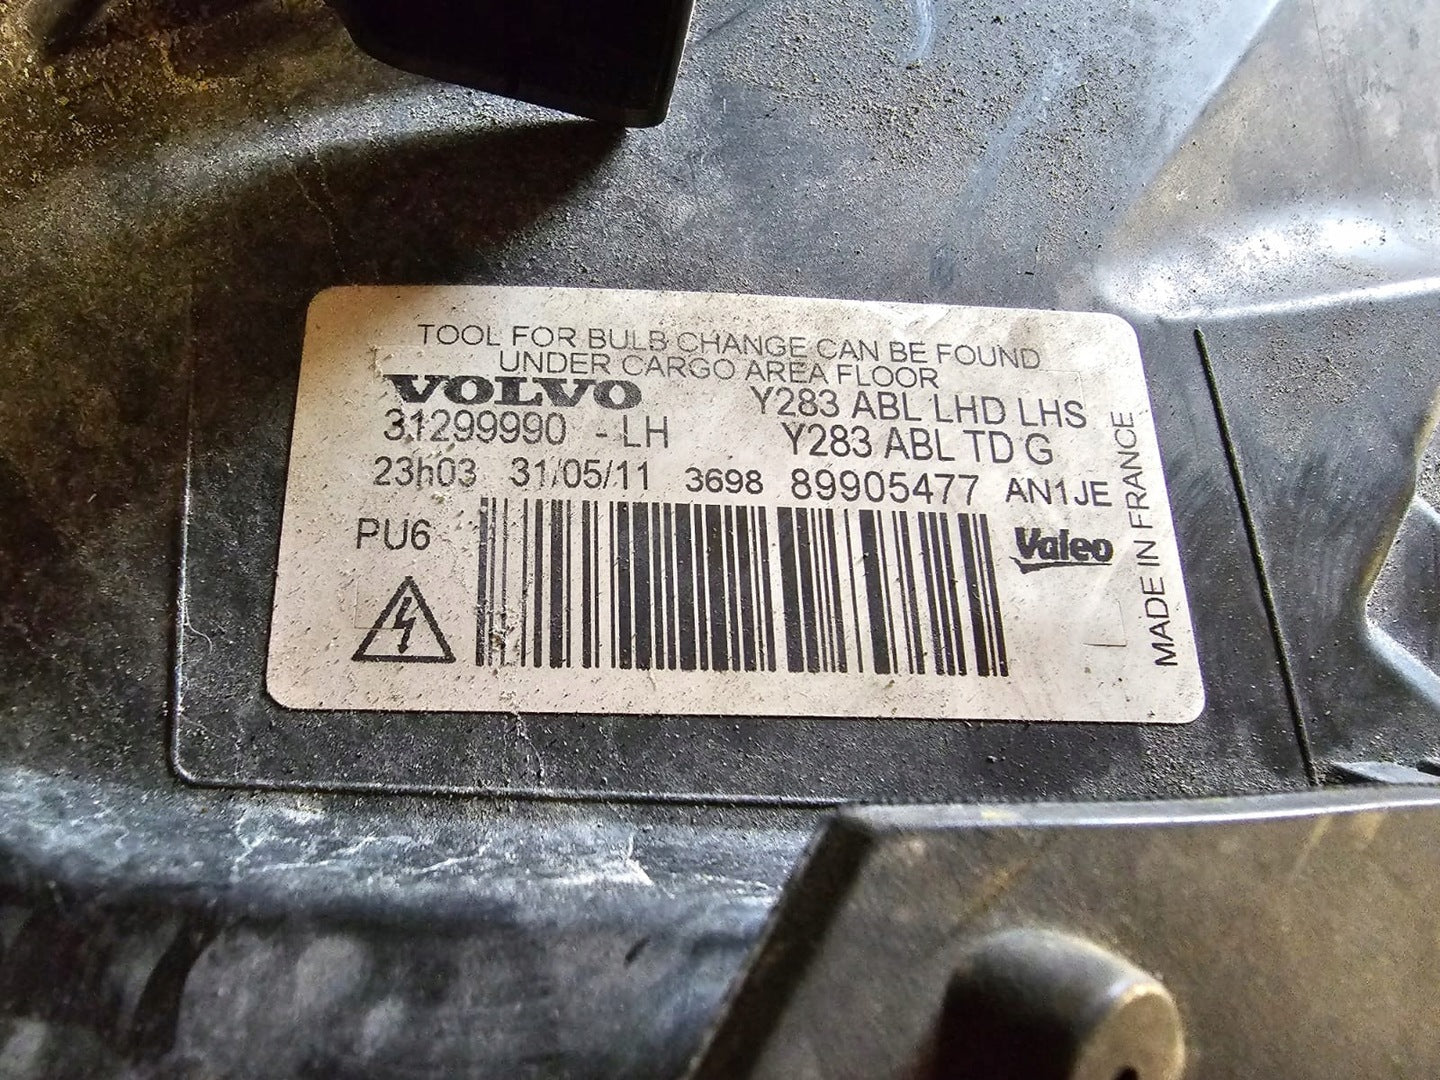 TOOL FOR BULB CHANGE CAN BE FOUND
UNDER CARGO AREA FLOOR
VOLVO Y283 ABL LHD LHS
31299990 - LH Y283 ABL TD G
23h03 31/05/11 3698 89905477 AN1JE
PU6
Valeo
MADE IN FRANCE